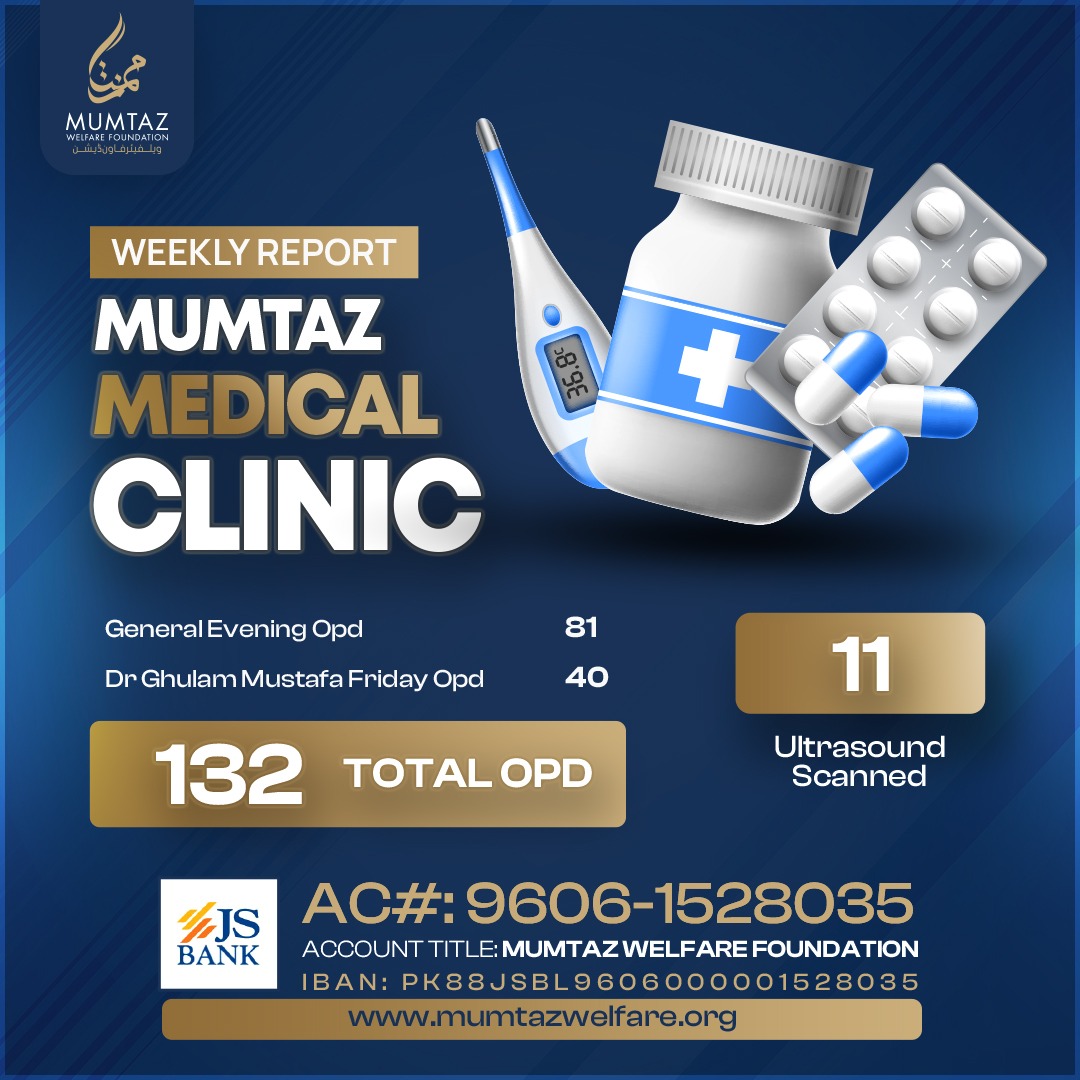 ممتاز
MUMTAZ
WELFARE FOUNDATION
ویلفیئرفاونڈیشن
WEEKLY REPORT
MUMTAZ
MEDICAL
CLINIC
36.8°C
General Evening Opd 81
Dr Ghulam Mustafa Friday Opd 40
132 TOTAL OPD
11
Ultrasound
Scanned
JS
BANK
AC#: 9606-1528035
ACCOUNT TITLE: MUMTAZ WELFARE FOUNDATION
IBAN: PK88JSBL9606000001528035
www.mumtazwelfare.org